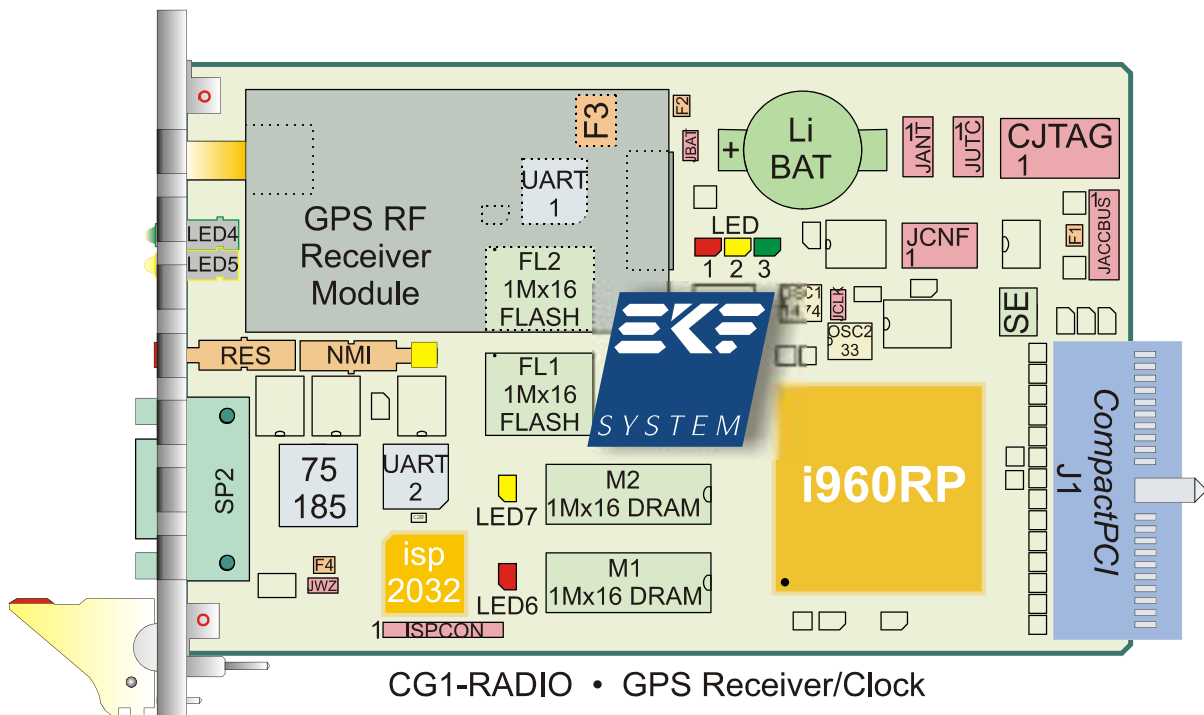 F3
F2
JBAT
+
Li
BAT
1
JANT
1
JUTC
CJTAG
1
UART
1
GPS RF
Receiver
Module
LED4
LED5
LED
1 2 3
JCNF
1
F1
1
JACCBUS
FL2
1Mx16
FLASH
JCLK
OSC2
33
SE
RES
NMI
FL1
1Mx16
FLASH
EKF
SYSTEM
CompactPCI
J1
SP2
75
185
UART
2
LED7
M2
1Mx16 DRAM
i960RP
F4
JWZ
isp
2032
LED6
M1
1Mx16 DRAM
1
ISPCON
CG1-RADIO • GPS Receiver/Clock